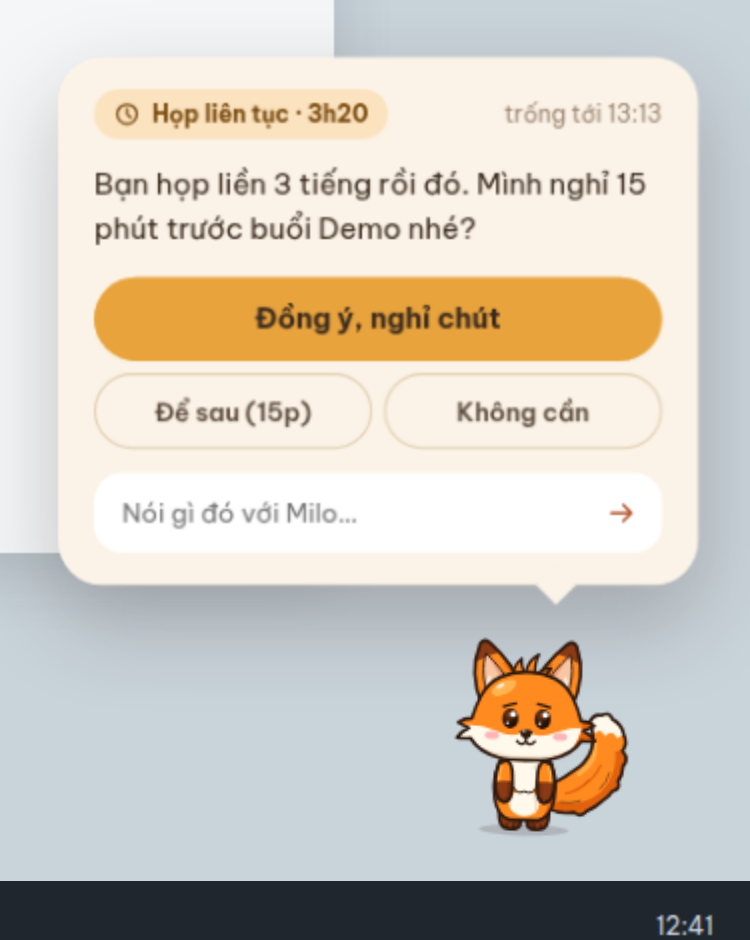 Họp liên tục · 3h20
trống tới 13:13
Bạn họp liền 3 tiếng rồi đó. Mình nghỉ 15
phút trước buổi Demo nhé?
Đồng ý, nghỉ chút
Để sau (15p)
Không cần
Nói gì đó với Milo...
12:41